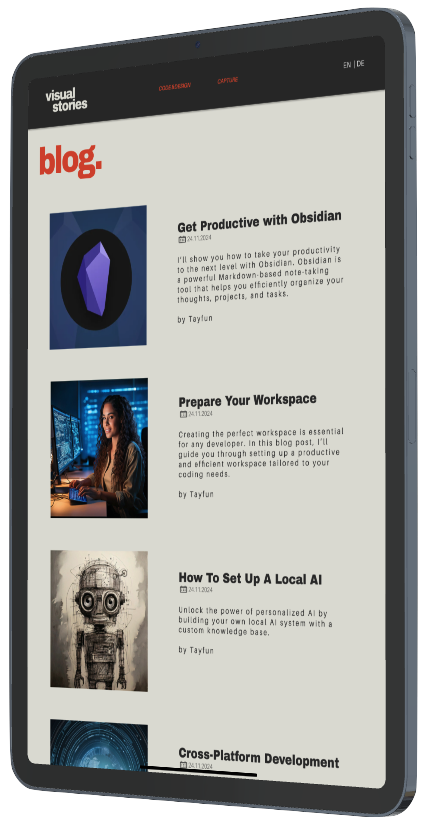 visual
stories
CODE&DESIGN
CAPTURE
EN | DE
blog.
Get Productive with Obsidian
24.11.2024
I'll show you how to take your productivity
to the next level with Obsidian. Obsidian is
a powerful Markdown-based note-taking
tool that helps you efficiently organize your
thoughts, projects, and tasks.
by Tayfun
Prepare Your Workspace
24.11.2024
Creating the perfect workspace is essential
for any developer. In this blog post, I'll
guide you through setting up a productive
and efficient workspace tailored to your
coding needs.
by Tayfun
How To Set Up A Local AI
24.11.2024
Unlock the power of personalized AI by
building your own local AI system with a
custom knowledge base.
by Tayfun
Cross-Platform Development
24.11.2024